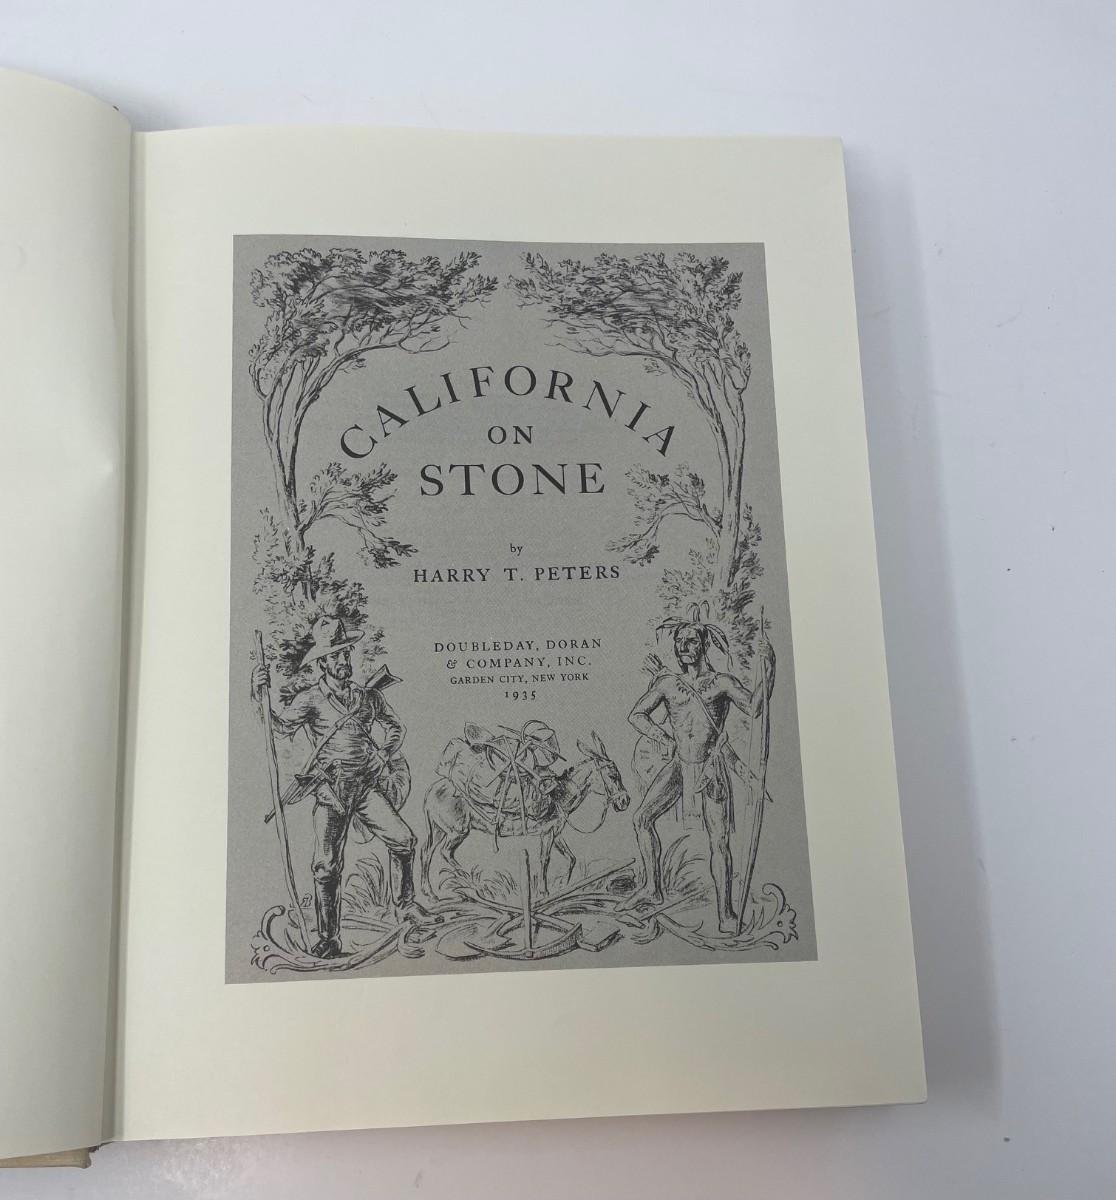 CALIFORNIA
ON
STONE
by
HARRY T. PETERS
DOUBLEDAY, DORAN
& COMPANY, INC.
GARDEN CITY, NEW YORK
1935